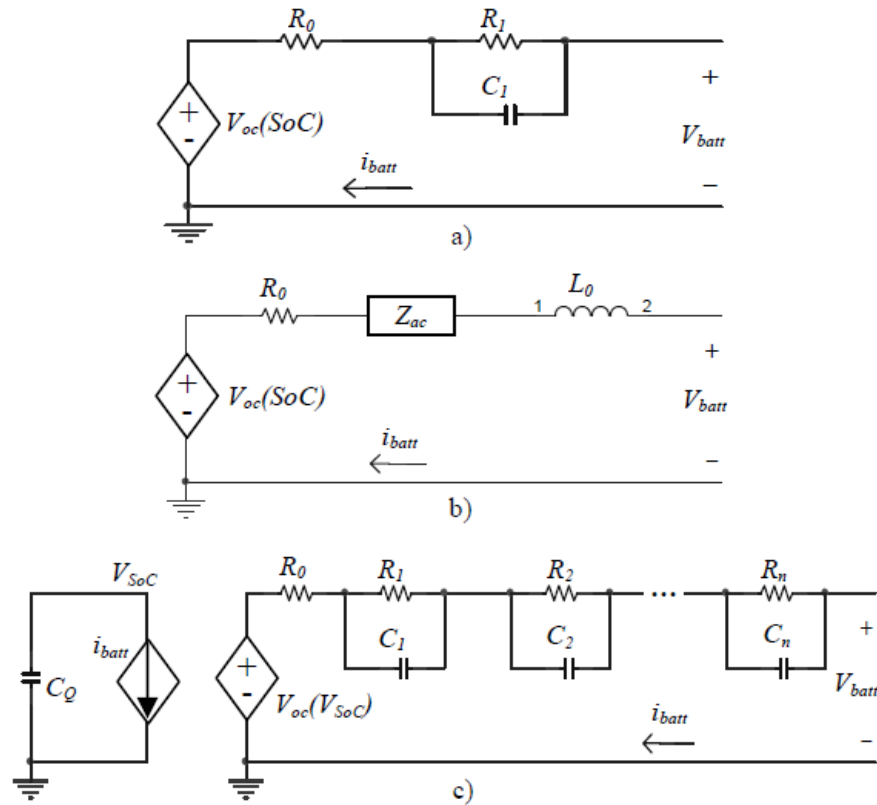 R0 R1
C1
Voc(SoC)
+
-
ibatt
+
Vbatt
−
a)
R0 Zac 1 L0 2
Voc(SoC)
+
-
ibatt
+
Vbatt
−
b)
VSoC R0 R1 R2 ... Rn
C1 C2 Cn
ibatt
CQ
+
-
Voc(VSoC)
ibatt
+
Vbatt
−
c)